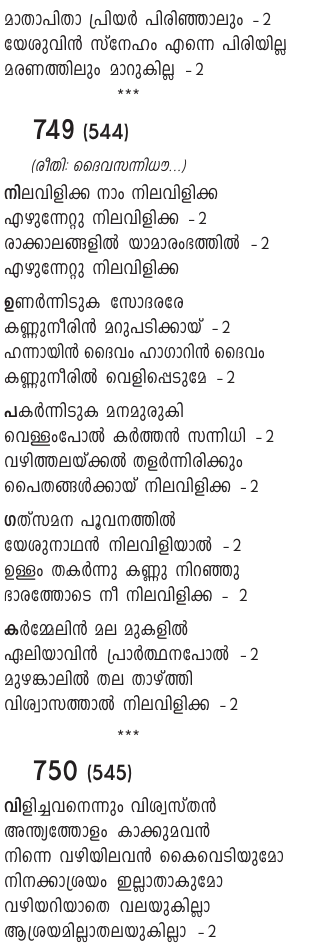 മാതാപിതാ പ്രിയർ പിരിഞ്ഞാലും -2
യേശുവിൻ സ്നേഹം എന്നെ പിരിയില്ല
മരണത്തിലും മാറുകില്ല -2
***
749 (544)
(രീതി: ദൈവസന്നിധൗ...)
നിലവിളിക്ക നാം നിലവിളിക്ക
എഴുന്നേറ്റു നിലവിളിക്ക -2
രാക്കാലങ്ങളിൽ യാമാരംഭത്തിൽ -2
എഴുന്നേറ്റു നിലവിളിക്ക
ഉണർന്നിടുക സോദരരേ
കണ്ണുനീരിൻ മറുപടിക്കായ് -2
ഹന്നായിൻ ദൈവം ഹാഗാറിൻ ദൈവം
കണ്ണുനീരിൽ വെളിപ്പെടുമേ -2
പകർന്നിടുക മനമുരുകി
വെള്ളംപോൽ കർത്തൻ സന്നിധി -2
വഴിത്തലയ്ക്കൽ തളർന്നിരിക്കും
പൈതങ്ങൾക്കായ് നിലവിളിക്ക -2
ഗത്സമന പൂവനത്തിൽ
യേശുനാഥൻ നിലവിളിയാൽ -2
ഉള്ളം തകർന്നു കണ്ണു നിറഞ്ഞു
ഭാരത്തോടെ നീ നിലവിളിക്ക - 2
കർമ്മേലിൻ മല മുകളിൽ
ഏലിയാവിൻ പ്രാർത്ഥനപോൽ -2
മുഴങ്കാലിൽ തല താഴ്ത്തി
വിശ്വാസത്താൽ നിലവിളിക്ക -2
***
750 (545)
വിളിച്ചവനെന്നും വിശ്വസ്തൻ
അന്ത്യത്തോളം കാക്കുമവൻ
നിന്നെ വഴിയിലവൻ കൈവെടിയുമോ
നിനക്കാശ്രയം ഇല്ലാതാകുമോ
വഴിയറിയാതെ വലയുകില്ലാ
ആശ്രയമില്ലാതലയുകില്ലാ -2